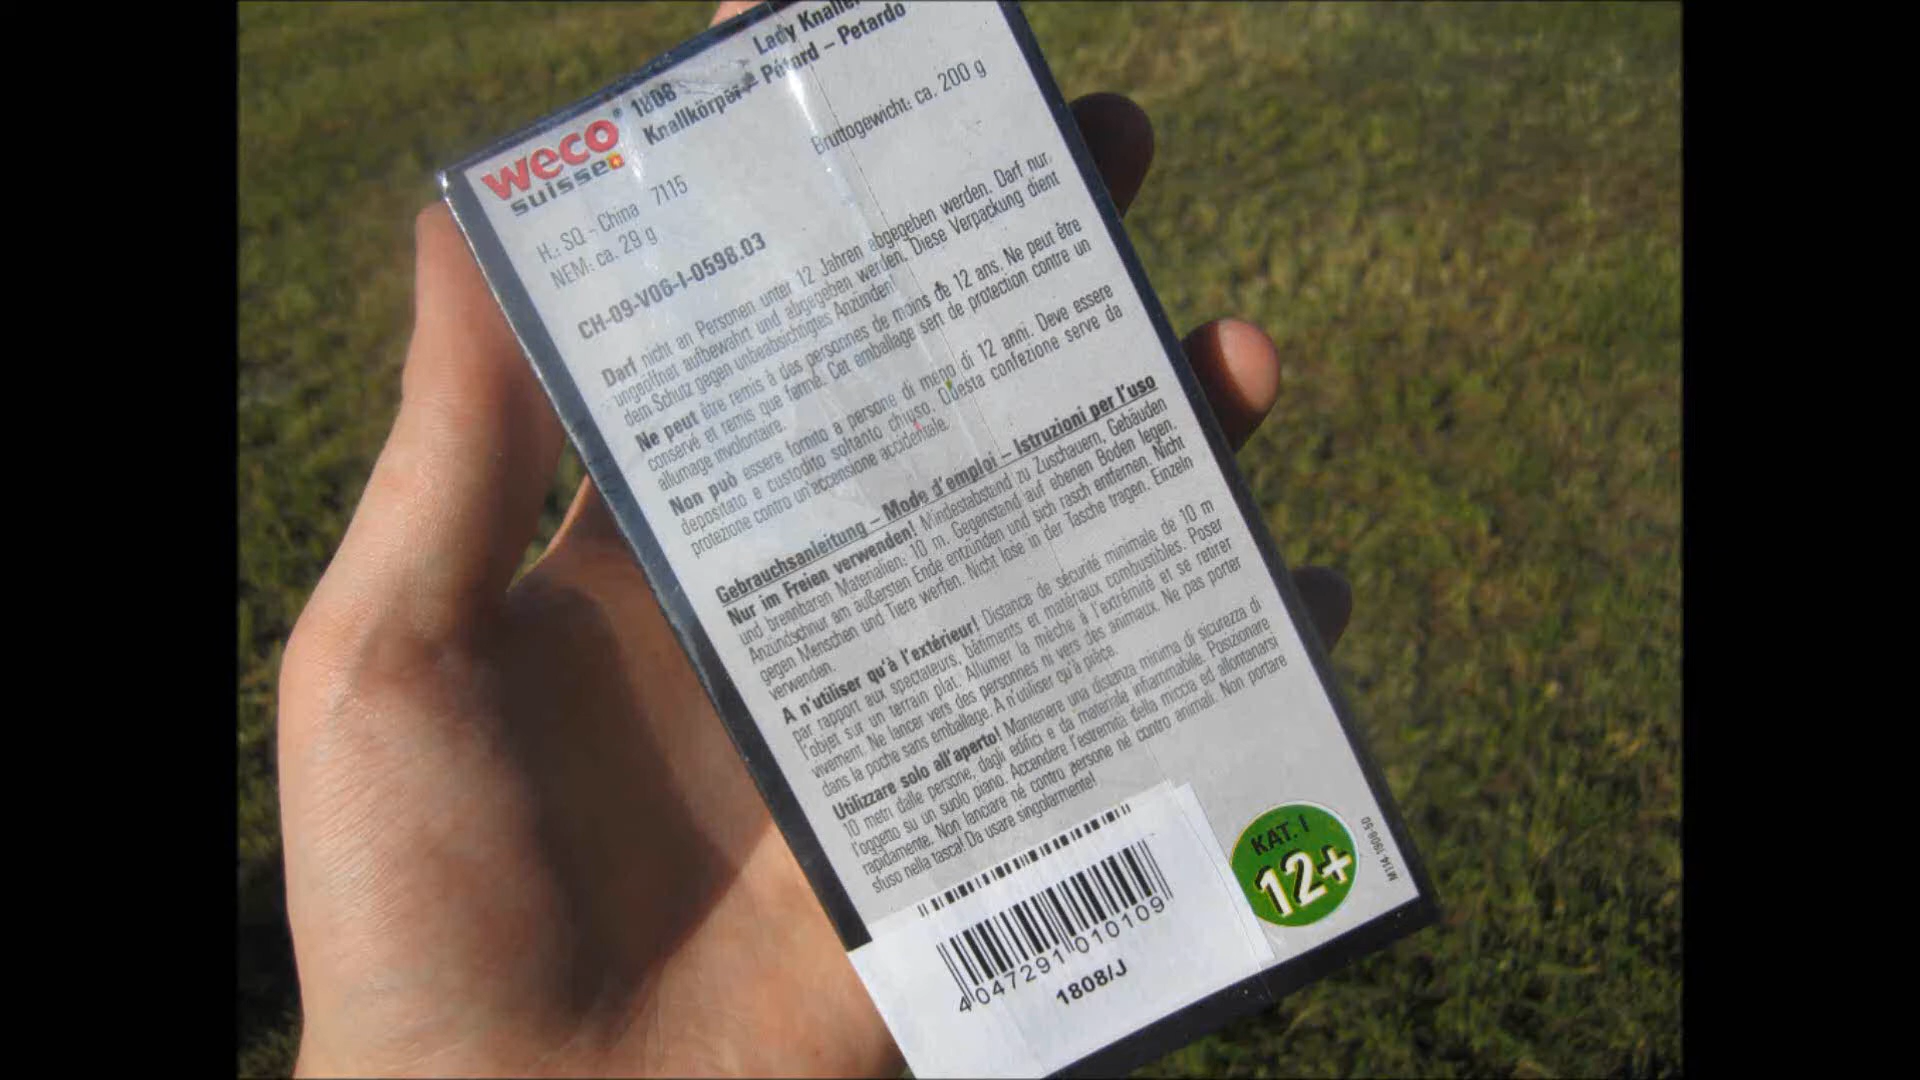 weco
suisse
1808
Lady Knaller
Knallkörper – Pétard – Petardo
Bruttogewicht: ca. 200 g
H.: SQ - China 7115
NEM: ca. 29 g
CH-09-V06-I-0598.03
Darf nicht an Personen unter 12 Jahren abgegeben werden. Darf nur
ungeöffnet aufbewahrt und abgegeben werden. Diese Verpackung dient
dem Schutz gegen unbeabsichtigtes Anzünden!
Ne peut être remis à des personnes de moins de 12 ans. Ne peut être
conservé et remis que fermé. Cet emballage sert de protection contre un
allumage involontaire.
Non può essere fornito a persone di meno di 12 anni. Deve essere
depositato e custodito soltanto chiuso. Questa confezione serve da
protezione contro un'accensione accidentale.
Gebrauchsanleitung – Mode d'emploi – Istruzioni per l'uso
Nur im Freien verwenden! Mindestabstand zu Zuschauern, Gebäuden
und brennbaren Materialien: 10 m. Gegenstand auf ebenen Boden legen.
Anzündschnur am äußersten Ende entzünden und sich rasch entfernen. Nicht
gegen Menschen und Tiere werfen. Nicht lose in der Tasche tragen. Einzeln
verwenden.
A n'utiliser qu'à l'extérieur! Distance de sécurité minimale de 10 m
par rapport aux spectateurs, bâtiments et matériaux combustibles. Poser
l'objet sur un terrain plat. Allumer la mèche à l'extrémité et se retirer
vivement. Ne lancer vers des personnes ni vers des animaux. Ne pas porter
dans la poche sans emballage. A n'utiliser qu'à pièce.
Utilizzare solo all'aperto! Mantenere una distanza minima di sicurezza di
10 metri dalle persone, dagli edifici e da materiale infiammabile. Posizionare
l'oggetto su un suolo piano. Accendere l'estremità della miccia ed allontanarsi
rapidamente. Non lanciare né contro persone né contro animali. Non portare
sfuso nella tasca! Da usare singolarmente!
KAT. I
12+
M114 1908 50
4 047291 010109
1808/J